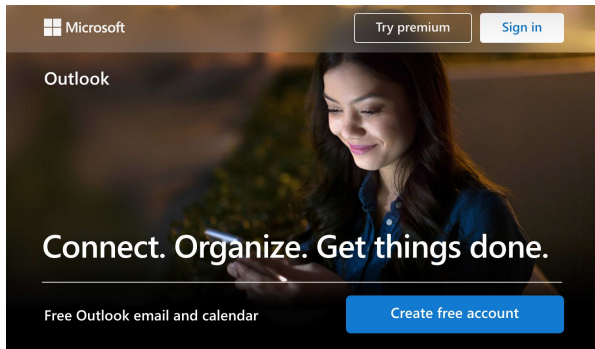 Microsoft
Try premium
Sign in
Outlook
Connect. Organize. Get things done.
Free Outlook email and calendar
Create free account